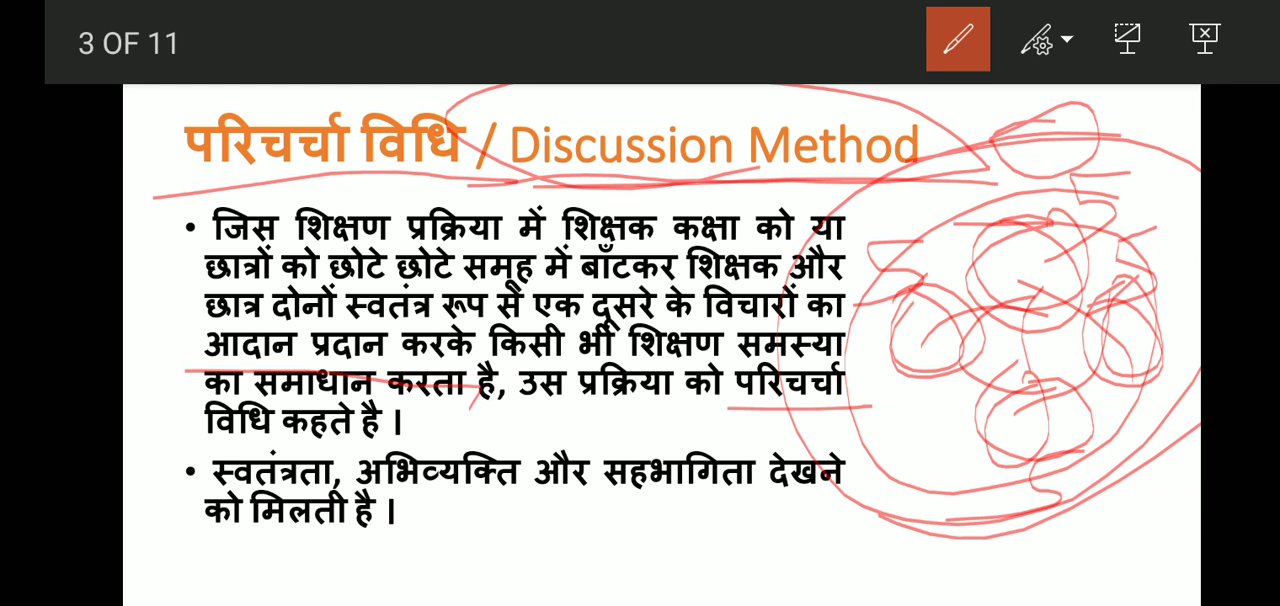 3 OF 11
परिचर्चा विधि / Discussion Method
• जिस शिक्षण प्रक्रिया में शिक्षक कक्षा को या
छात्रों को छोटे छोटे समूह में बाँटकर शिक्षक और
छात्र दोनों स्वतंत्र रूप से एक दूसरे के विचारों का
आदान प्रदान करके किसी भी शिक्षण समस्या
का समाधान करता है, उस प्रक्रिया को परिचर्चा
विधि कहते है ।
• स्वतंत्रता, अभिव्यक्ति और सहभागिता देखने
को मिलती है ।